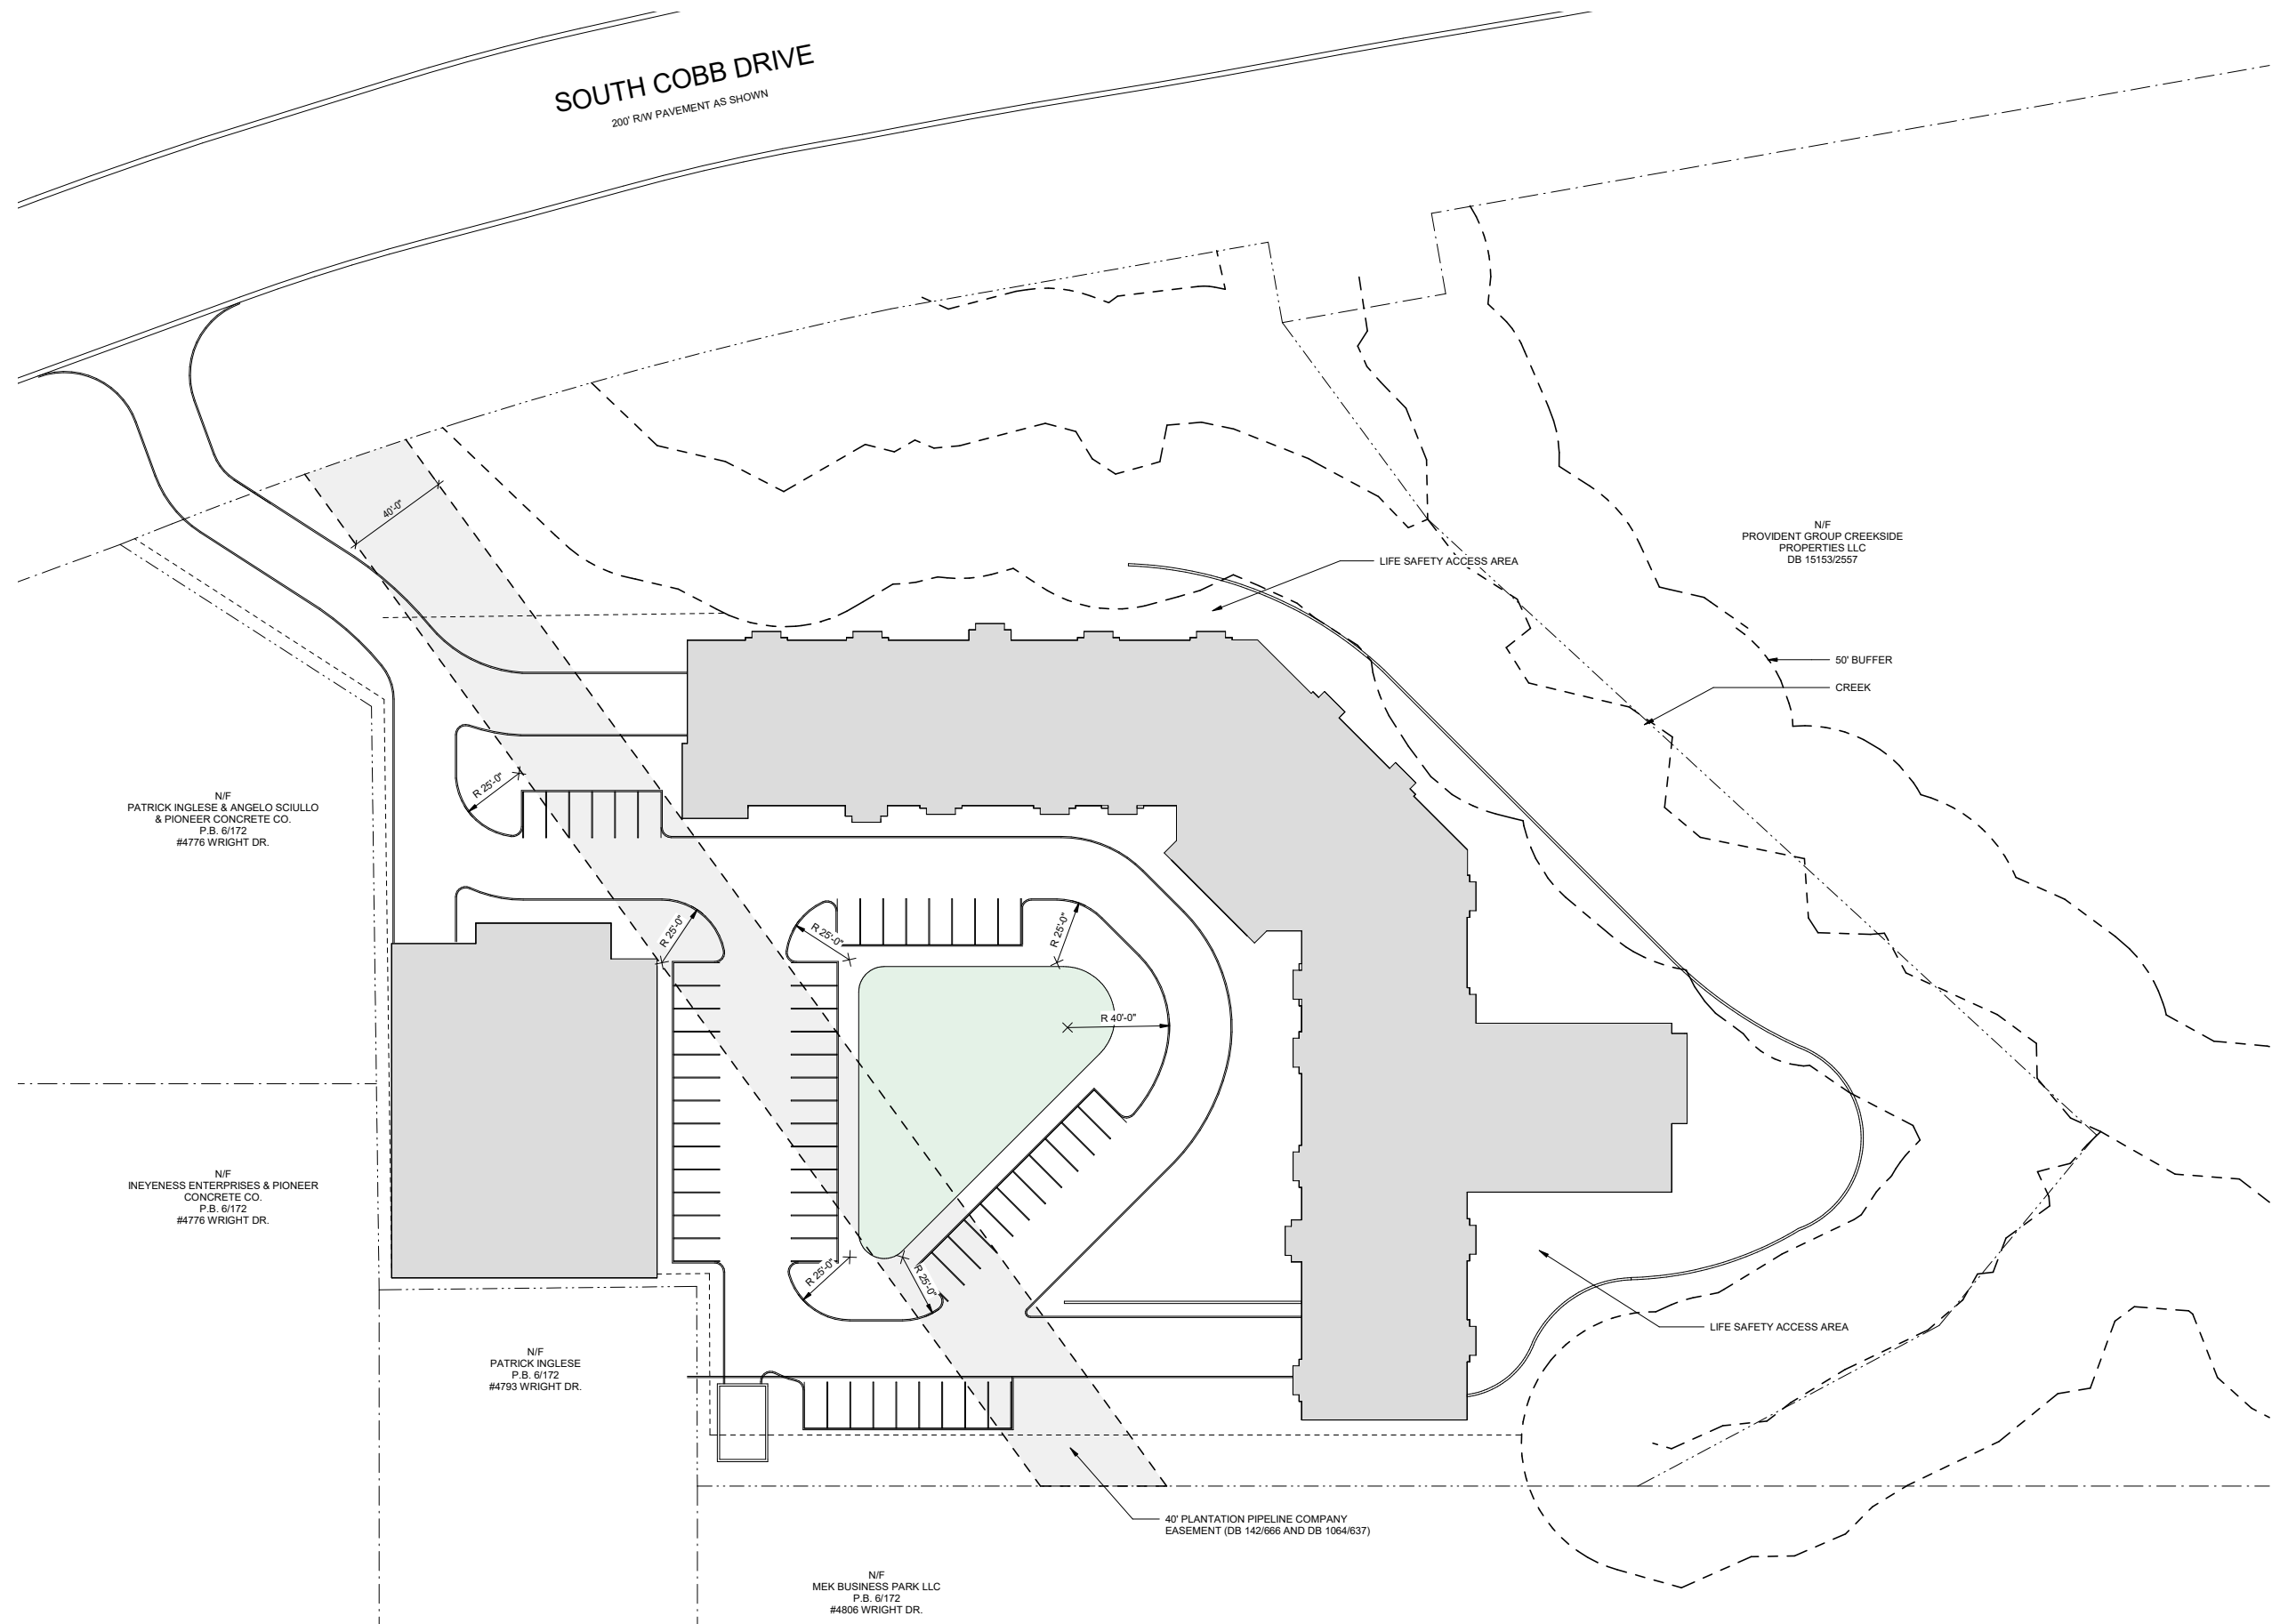 SOUTH COBB DRIVE
200' R/W PAVEMENT AS SHOWN
40'-0"
N/F
PROVIDENT GROUP CREEKSIDE
PROPERTIES LLC
DB 15153/2557
LIFE SAFETY ACCESS AREA
50' BUFFER
CREEK
R 25'-0"
N/F
PATRICK INGLESE & ANGELO SCIULLO
& PIONEER CONCRETE CO.
P.B. 6/172
#4776 WRIGHT DR.
R 25'-0"
R 25'-0"
R 25'-0"
R 40'-0"
N/F
INEYENESS ENTERPRISES & PIONEER
CONCRETE CO.
P.B. 6/172
#4776 WRIGHT DR.
R 25'-0"
R 25'-0"
LIFE SAFETY ACCESS AREA
N/F
PATRICK INGLESE
P.B. 6/172
#4793 WRIGHT DR.
40' PLANTATION PIPELINE COMPANY
EASEMENT (DB 142/666 AND DB 1064/637)
N/F
MEK BUSINESS PARK LLC
P.B. 6/172
#4806 WRIGHT DR.